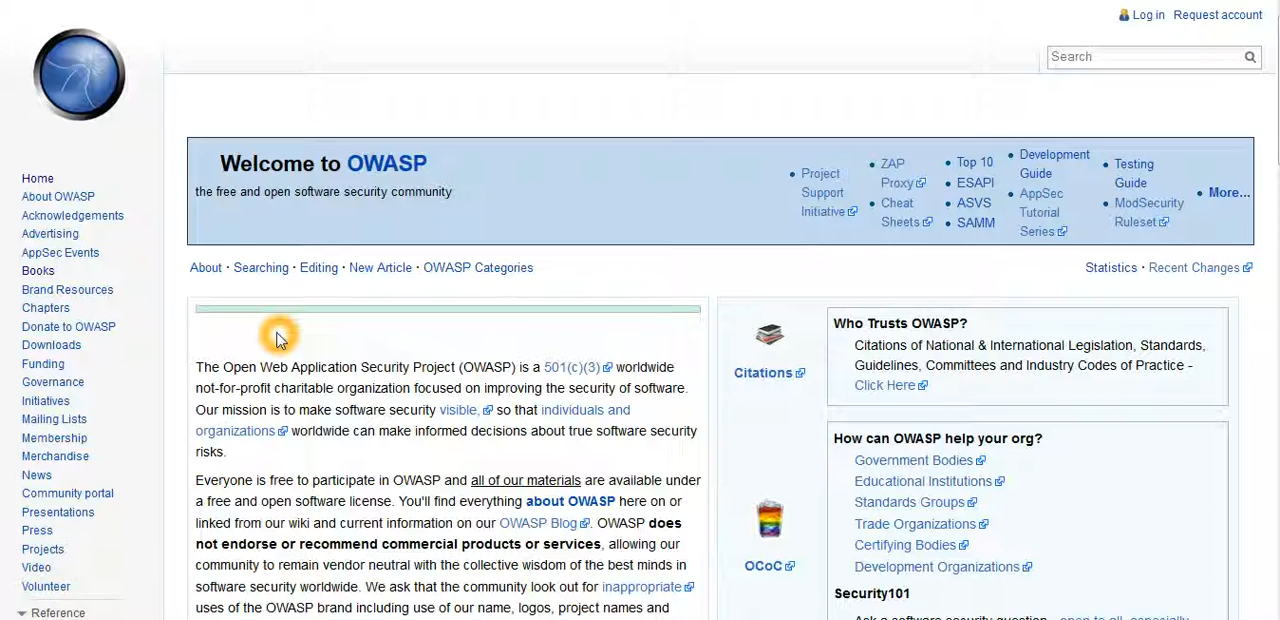 Log in Request account
Search
Welcome to OWASP
the free and open software security community
Project
Support
Initiative
ZAP
Proxy
Cheat
Sheets
Top 10
ESAPI
ASVS
SAMM
Development
Guide
AppSec
Tutorial
Series
Testing
Guide
ModSecurity
Ruleset
More...
Home
About OWASP
Acknowledgements
Advertising
AppSec Events
Books
Brand Resources
Chapters
Donate to OWASP
Downloads
Funding
Governance
Initiatives
Mailing Lists
Membership
Merchandise
News
Community portal
Presentations
Press
Projects
Video
Volunteer
Reference
About · Searching · Editing · New Article · OWASP Categories
Statistics · Recent Changes
The Open Web Application Security Project (OWASP) is a 501(c)(3) worldwide
not-for-profit charitable organization focused on improving the security of software.
Our mission is to make software security visible, so that individuals and
organizations worldwide can make informed decisions about true software security
risks.
Everyone is free to participate in OWASP and all of our materials are available under
a free and open software license. You'll find everything about OWASP here on or
linked from our wiki and current information on our OWASP Blog. OWASP does
not endorse or recommend commercial products or services, allowing our
community to remain vendor neutral with the collective wisdom of the best minds in
software security worldwide. We ask that the community look out for inappropriate
uses of the OWASP brand including use of our name, logos, project names and
Citations
Who Trusts OWASP?
Citations of National & International Legislation, Standards,
Guidelines, Committees and Industry Codes of Practice -
Click Here
OCoC
How can OWASP help your org?
Government Bodies
Educational Institutions
Standards Groups
Trade Organizations
Certifying Bodies
Development Organizations
Security101
Ask a software security question - open to all, especially